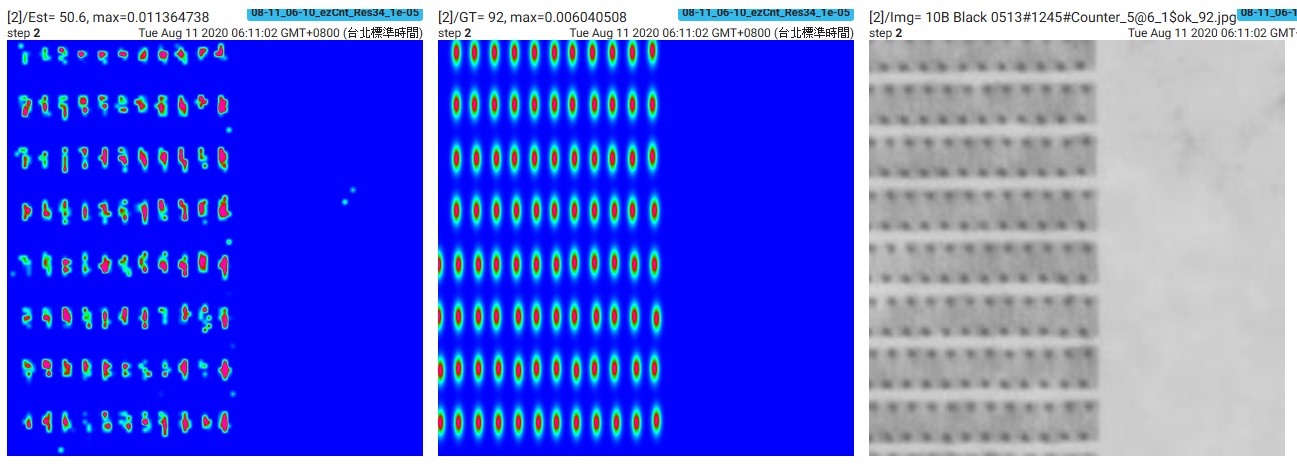 [2]/Est= 50.6, max=0.011364738
08-11_06-10_ezCnt_Res34_1e-05
step 2
Tue Aug 11 2020 06:11:02 GMT+0800 (台北標準時間)
[2]/GT= 92, max=0.006040508
08-11_06-10_ezCnt_Res34_1e-05
step 2
Tue Aug 11 2020 06:11:02 GMT+0800 (台北標準時間)
[2]/Img= 10B Black 0513#1245#Counter_5@6_1$ok_92.jpg
08-11_06-1
step 2
Tue Aug 11 2020 06:11:02 GMT-